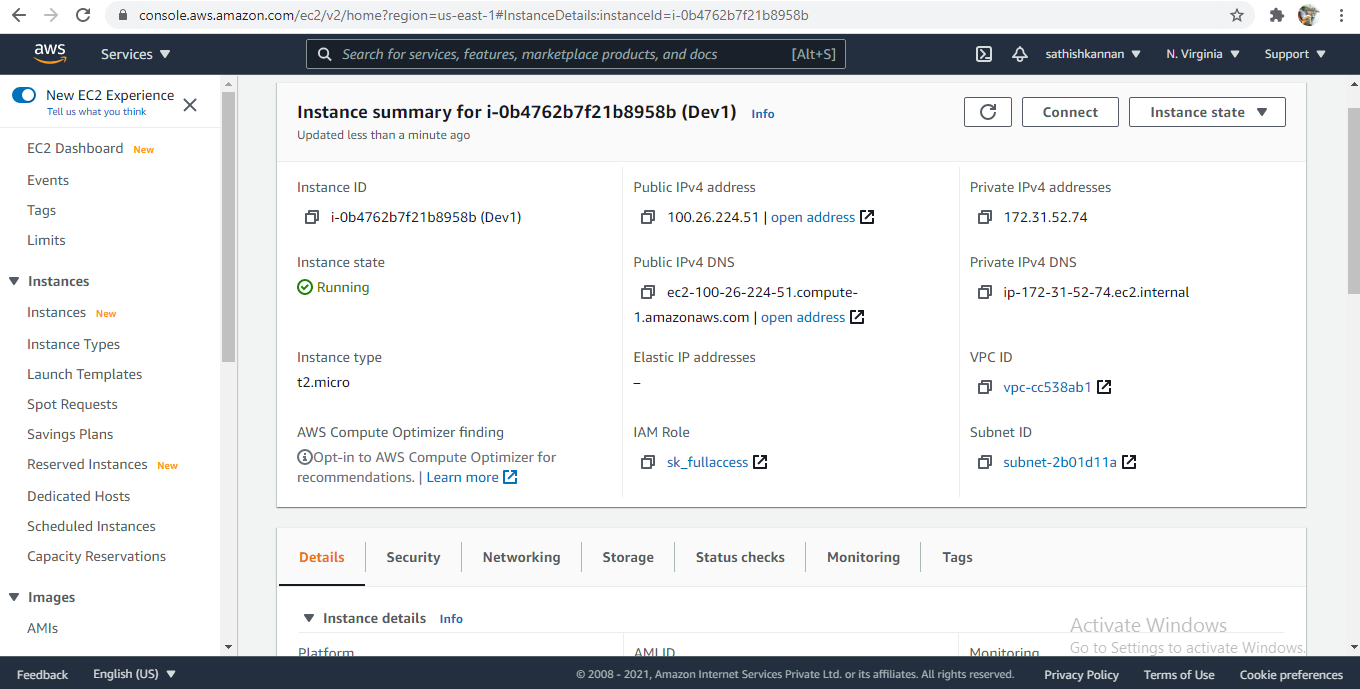 console.aws.amazon.com/ec2/v2/home?region=us-east-1#InstanceDetails:instanceId=i-0b4762b7f21b8958b
aws
Services
Search for services, features, marketplace products, and docs
[Alt+S]
sathishkannan
N. Virginia
Support
New EC2 Experience
Tell us what you think
EC2 Dashboard New
Events
Tags
Limits
Instances
Instances New
Instance Types
Launch Templates
Spot Requests
Savings Plans
Reserved Instances New
Dedicated Hosts
Scheduled Instances
Capacity Reservations
Images
AMIs
Instance summary for i-0b4762b7f21b8958b (Dev1) Info
Updated less than a minute ago
Connect
Instance state
Instance ID
i-0b4762b7f21b8958b (Dev1)
Public IPv4 address
100.26.224.51 | open address
Private IPv4 addresses
172.31.52.74
Instance state
Running
Public IPv4 DNS
ec2-100-26-224-51.compute-
1.amazonaws.com | open address
Private IPv4 DNS
ip-172-31-52-74.ec2.internal
Instance type
t2.micro
Elastic IP addresses
–
VPC ID
vpc-cc538ab1
AWS Compute Optimizer finding
Opt-in to AWS Compute Optimizer for
recommendations. | Learn more
IAM Role
sk_fullaccess
Subnet ID
subnet-2b01d11a
Details
Security
Networking
Storage
Status checks
Monitoring
Tags
Instance details Info
Platform
AMI ID
Monitoring
Activate Windows
Go to Settings to activate Windows.
Feedback
English (US)
© 2008 - 2021, Amazon Internet Services Private Ltd. or its affiliates. All rights reserved.
Privacy Policy
Terms of Use
Cookie preferences